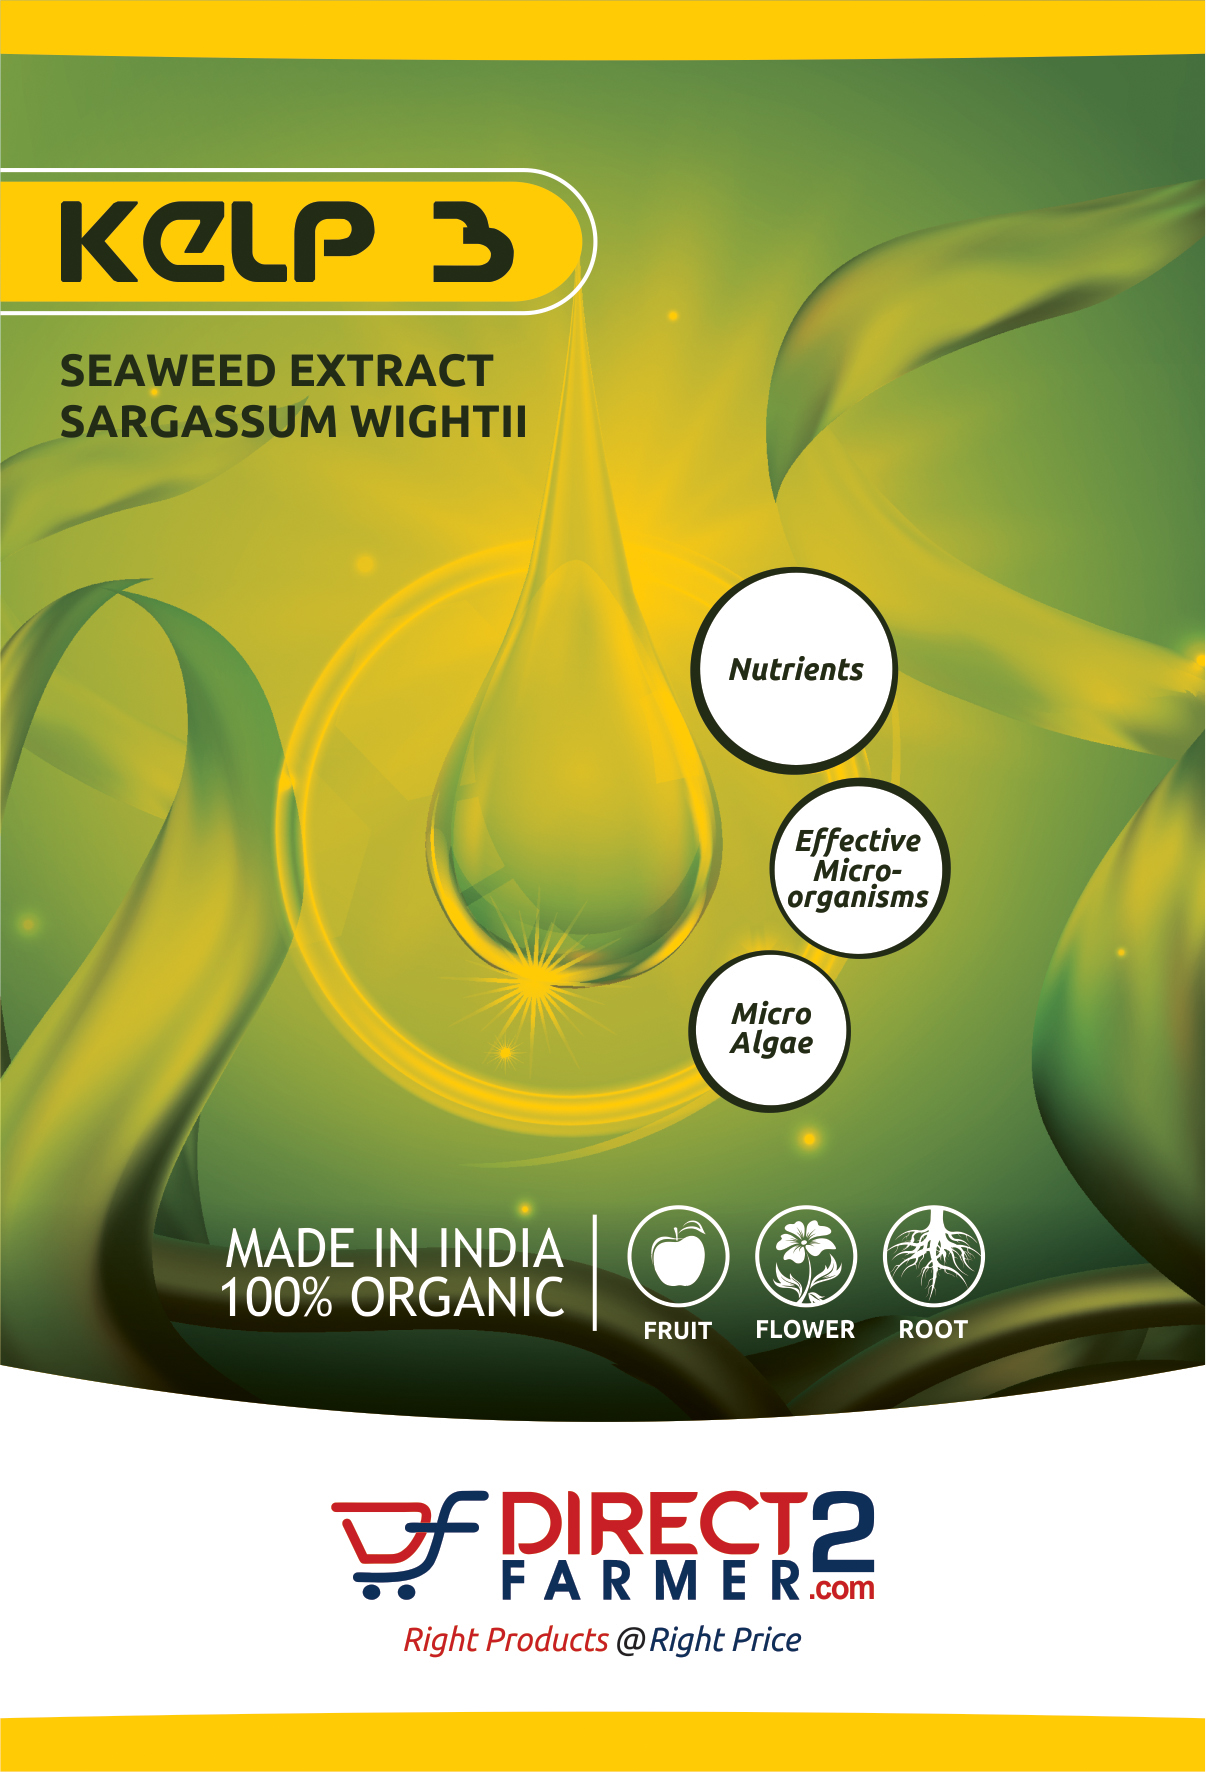 KELP 3
SEAWEED EXTRACT
SARGASSUM WIGHTII
Nutrients
Effective
Micro-
organisms
Micro
Algae
MADE IN INDIA
100% ORGANIC
FRUIT
FLOWER
ROOT
DIRECT2
FARMER.com
Right Products @Right Price